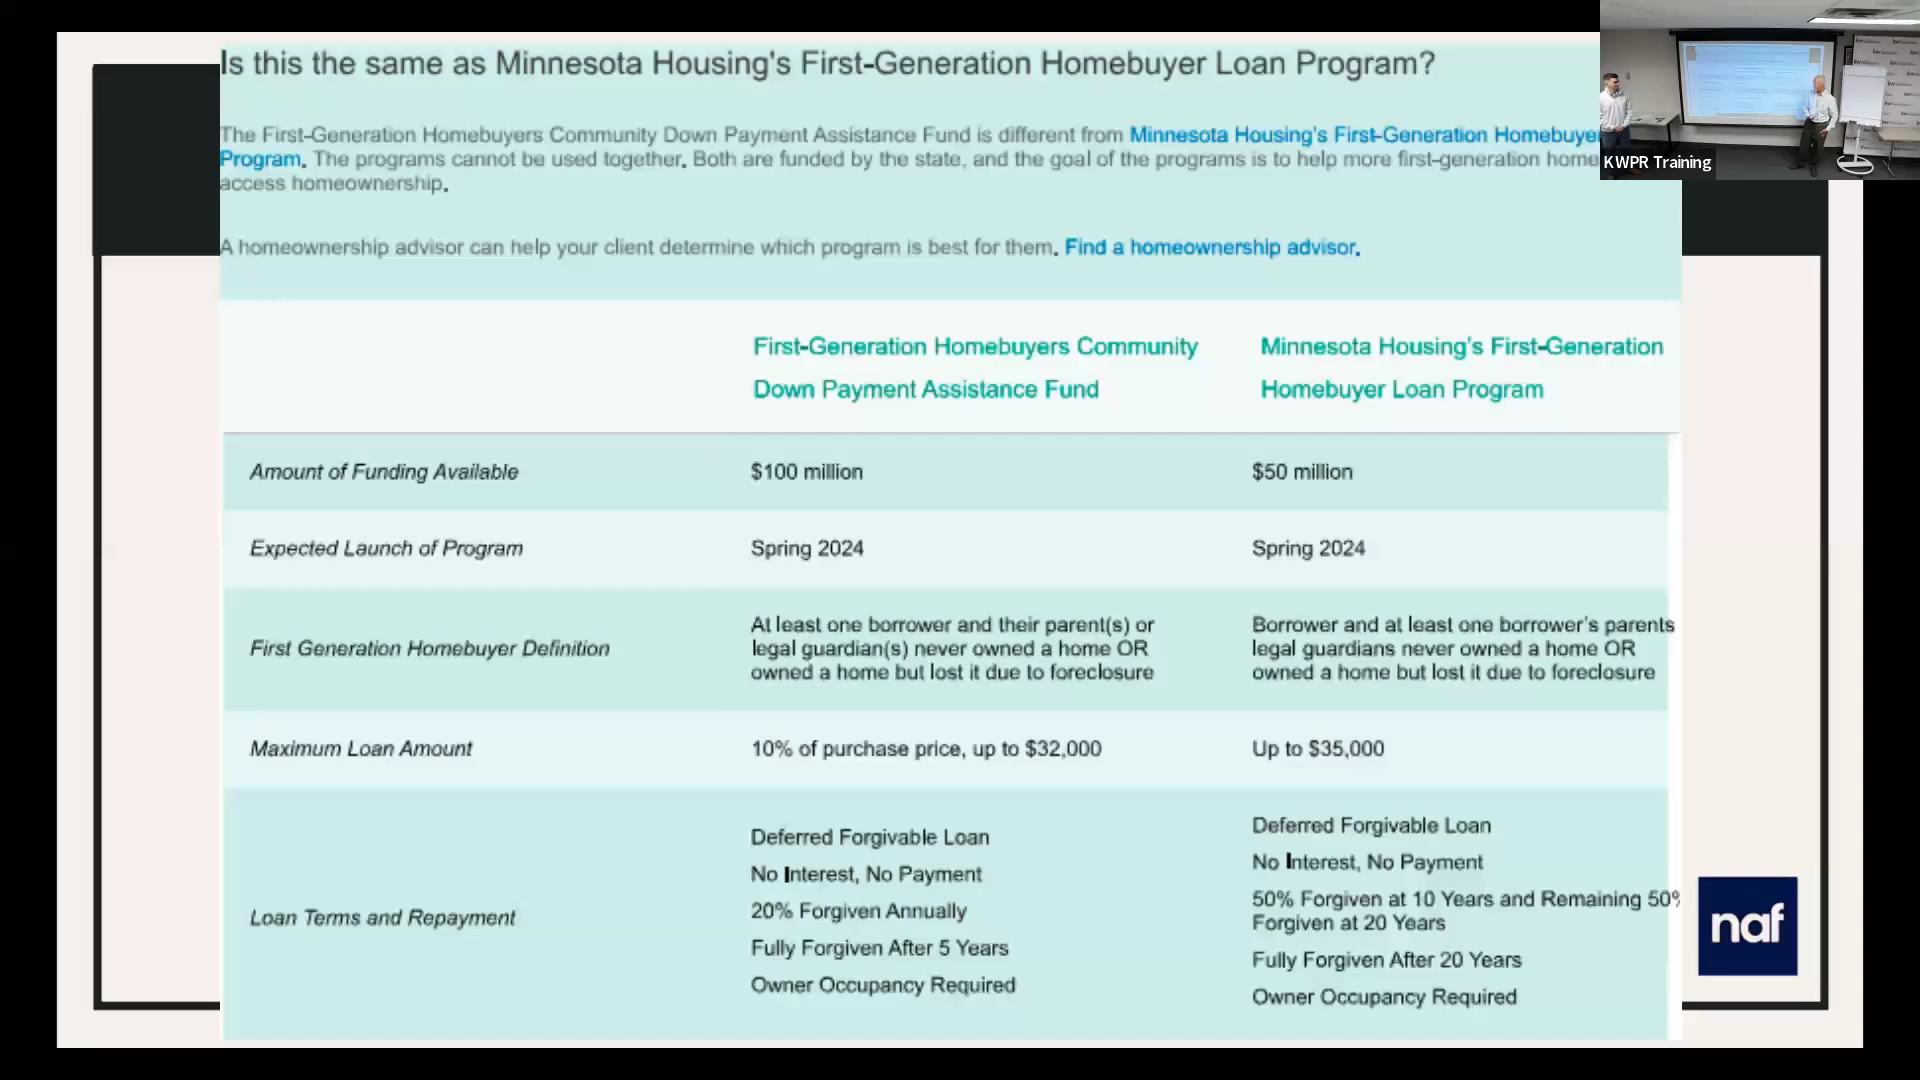 Is this the same as Minnesota Housing's First-Generation Homebuyer Loan Program?
The First-Generation Homebuyers Community Down Payment Assistance Fund is different from Minnesota Housing's First-Generation Homebuyer
Program. The programs cannot be used together. Both are funded by the state, and the goal of the programs is to help more first-generation home
access homeownership.
A homeownership advisor can help your client determine which program is best for them. Find a homeownership advisor.
First-Generation Homebuyers Community
Down Payment Assistance Fund
Minnesota Housing's First-Generation
Homebuyer Loan Program
Amount of Funding Available
$100 million
$50 million
Expected Launch of Program
Spring 2024
Spring 2024
First Generation Homebuyer Definition
At least one borrower and their parent(s) or
legal guardian(s) never owned a home OR
owned a home but lost it due to foreclosure
Borrower and at least one borrower's parents
legal guardians never owned a home OR
owned a home but lost it due to foreclosure
Maximum Loan Amount
10% of purchase price, up to $32,000
Up to $35,000
Loan Terms and Repayment
Deferred Forgivable Loan
No Interest, No Payment
20% Forgiven Annually
Fully Forgiven After 5 Years
Owner Occupancy Required
Deferred Forgivable Loan
No Interest, No Payment
50% Forgiven at 10 Years and Remaining 50%
Forgiven at 20 Years
Fully Forgiven After 20 Years
Owner Occupancy Required
naf
KWPR Training
kw